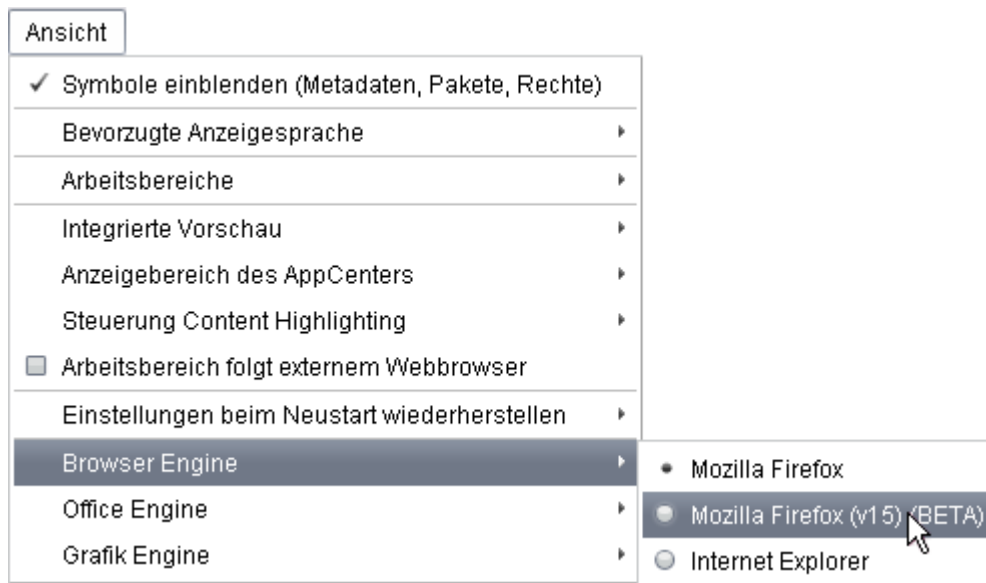 Ansicht
Symbole einblenden (Metadaten, Pakete, Rechte)
Bevorzugte Anzeigesprache
Arbeitsbereiche
Integrierte Vorschau
Anzeigebereich des AppCenters
Steuerung Content Highlighting
Arbeitsbereich folgt externem Webbrowser
Einstellungen beim Neustart wiederherstellen
Browser Engine
Office Engine
Grafik Engine
Mozilla Firefox
Mozilla Firefox (v15) (BETA)
Internet Explorer